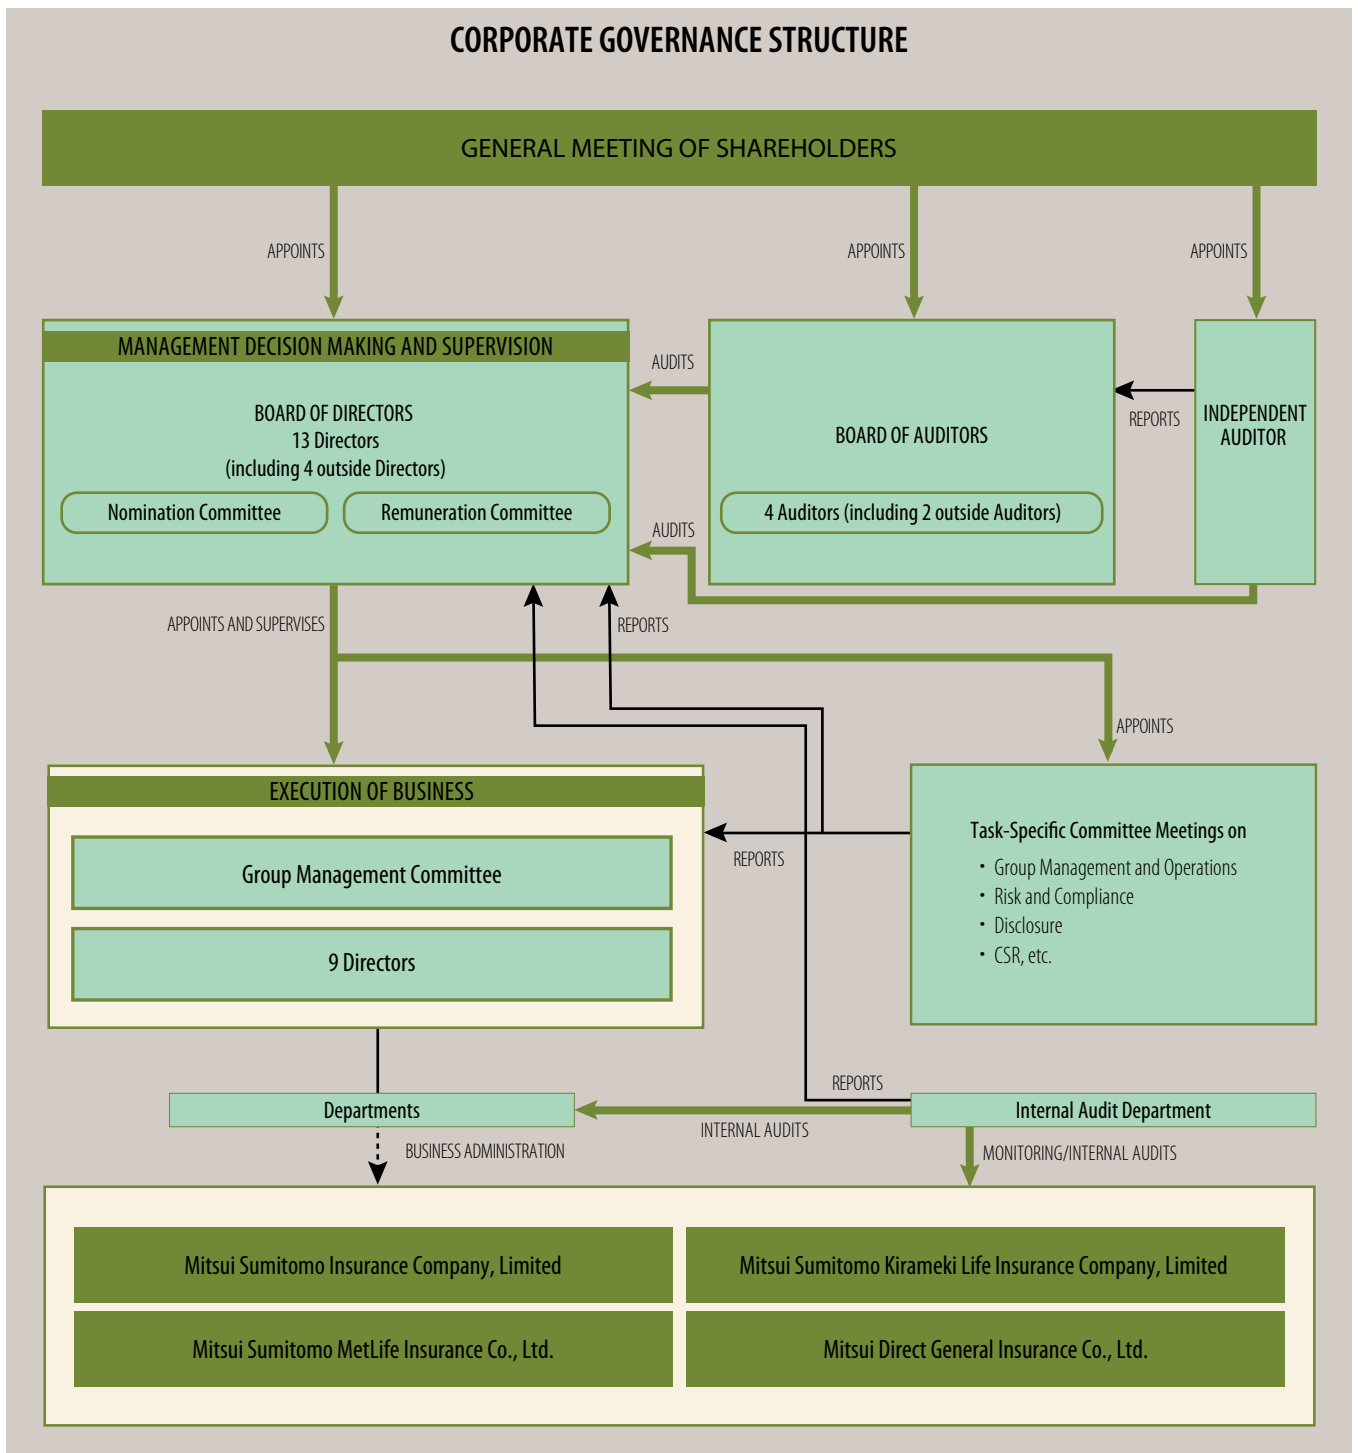 CORPORATE GOVERNANCE STRUCTURE
GENERAL MEETING OF SHAREHOLDERS
APPOINTS
APPOINTS
APPOINTS
MANAGEMENT DECISION MAKING AND SUPERVISION
BOARD OF DIRECTORS
13 Directors
(including 4 outside Directors)
Nomination Committee
Remuneration Committee
AUDITS
BOARD OF AUDITORS
4 Auditors (including 2 outside Auditors)
REPORTS
INDEPENDENT
AUDITOR
AUDITS
APPOINTS AND SUPERVISES
REPORTS
APPOINTS
EXECUTION OF BUSINESS
Group Management Committee
9 Directors
REPORTS
Task-Specific Committee Meetings on
・ Group Management and Operations
・ Risk and Compliance
・ Disclosure
・ CSR, etc.
REPORTS
Departments
INTERNAL AUDITS
Internal Audit Department
BUSINESS ADMINISTRATION
MONITORING/INTERNAL AUDITS
Mitsui Sumitomo Insurance Company, Limited
Mitsui Sumitomo Kirameki Life Insurance Company, Limited
Mitsui Sumitomo MetLife Insurance Co., Ltd.
Mitsui Direct General Insurance Co., Ltd.